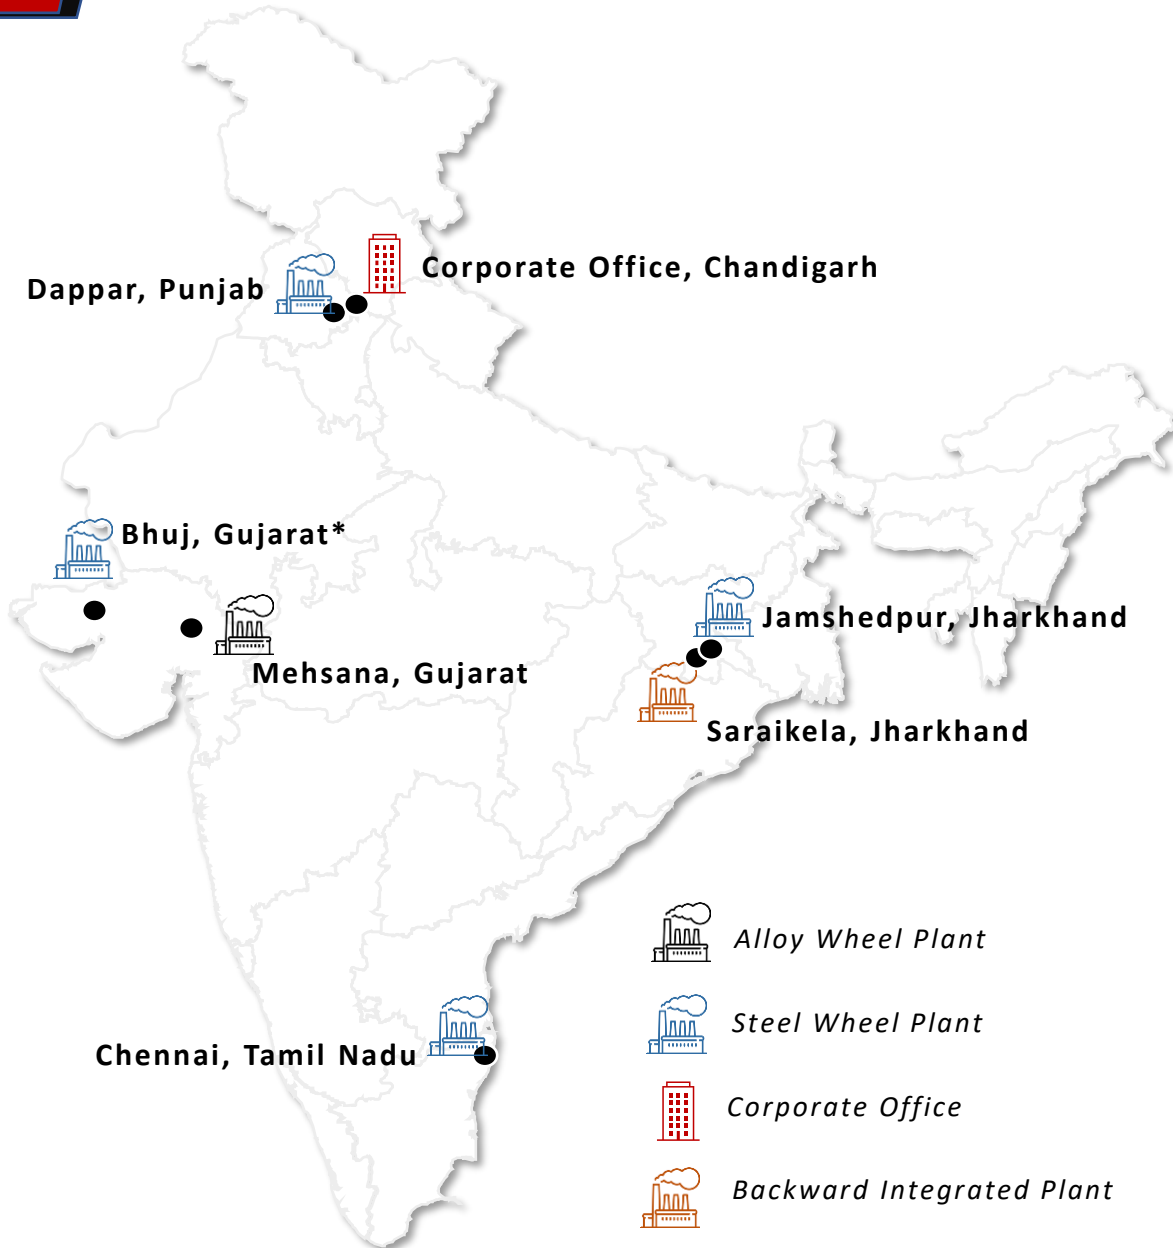 Corporate Office, Chandigarh
Dappar, Punjab
Bhuj, Gujarat*
Mehsana, Gujarat
Jamshedpur, Jharkhand
Saraikela, Jharkhand
Chennai, Tamil Nadu
Alloy Wheel Plant
Steel Wheel Plant
Corporate Office
Backward Integrated Plant